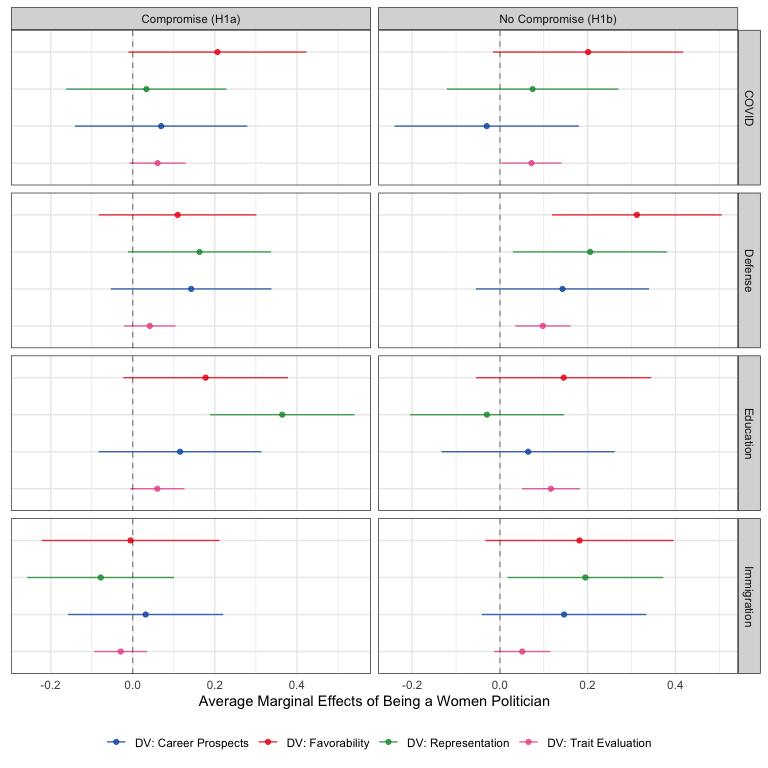 Compromise (H1a)
No Compromise (H1b)
COVID
Defense
Education
Immigration
-0.2 0.0 0.2 0.4
-0.2 0.0 0.2 0.4
Average Marginal Effects of Being a Women Politician
DV: Career Prospects DV: Favorability DV: Representation DV: Trait Evaluation